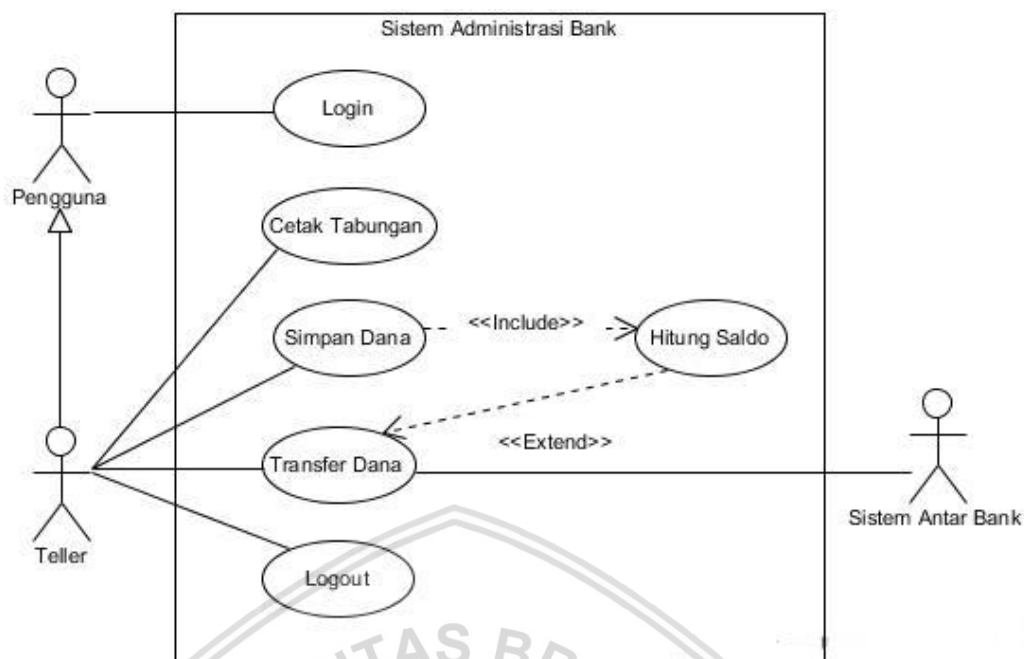 Sistem Administrasi Bank
Login
Pengguna
Cetak Tabungan
Simpan Dana
<<Include>>
Hitung Saldo
Transfer Dana
<<Extend>>
Sistem Antar Bank
Teller
Logout